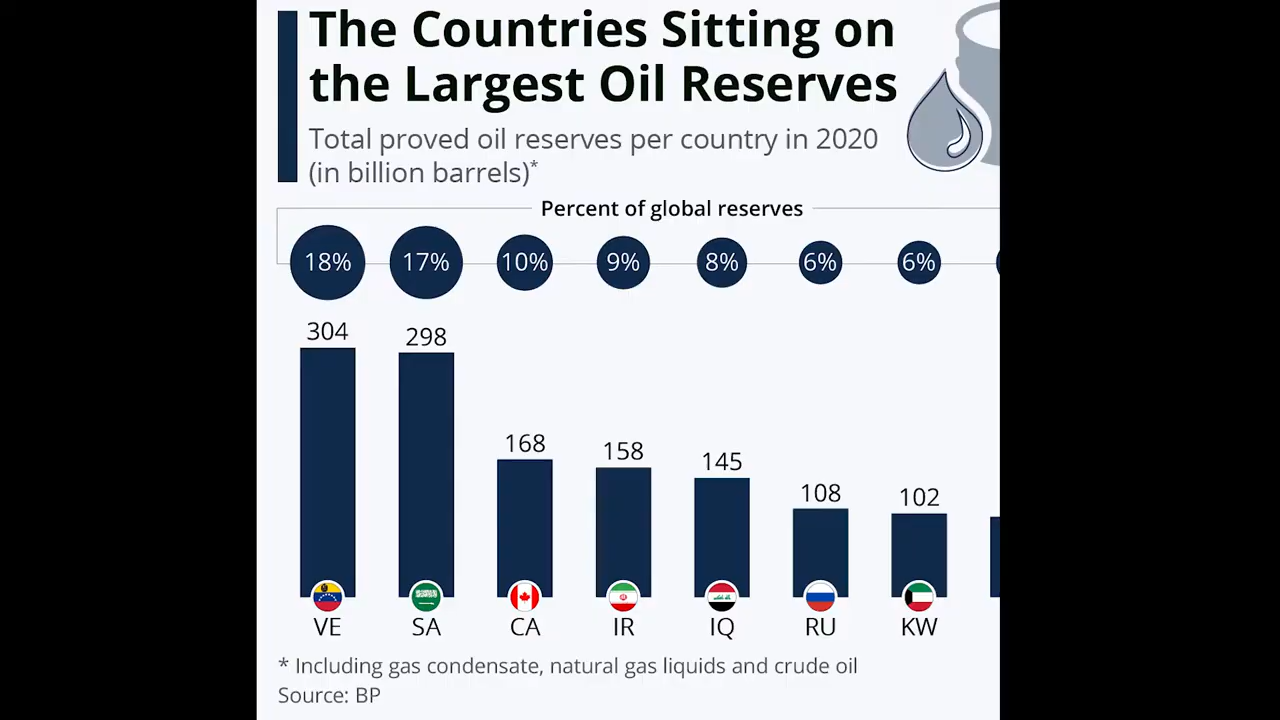 The Countries Sitting on
the Largest Oil Reserves
Total proved oil reserves per country in 2020
(in billion barrels)*
Percent of global reserves
18% 17% 10% 9% 8% 6% 6%
304 298 168 158 145 108 102
VE SA CA IR IQ RU KW
* Including gas condensate, natural gas liquids and crude oil
Source: BP